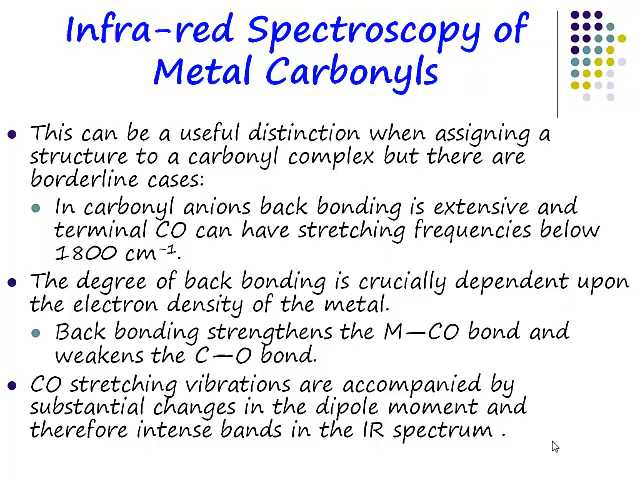 Infra-red Spectroscopy of
Metal Carbonyls
This can be a useful distinction when assigning a
structure to a carbonyl complex but there are
borderline cases:
In carbonyl anions back bonding is extensive and
terminal CO can have stretching frequencies below
1800 cm⁻¹.
The degree of back bonding is crucially dependent upon
the electron density of the metal.
Back bonding strengthens the M—CO bond and
weakens the C—O bond.
CO stretching vibrations are accompanied by
substantial changes in the dipole moment and
therefore intense bands in the IR spectrum .